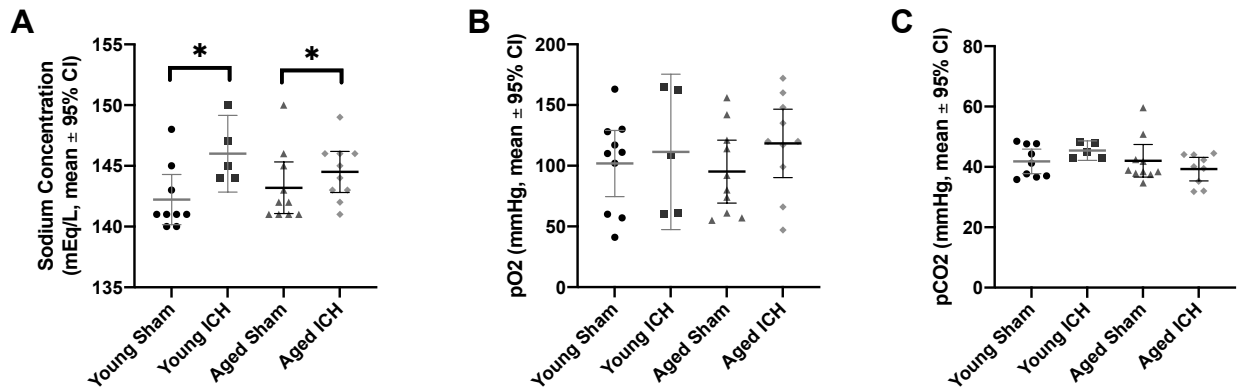 A
Sodium Concentration
(mEq/L, mean ± 95% CI)
155
150
145
140
135
*
*
Young Sham
Young ICH
Aged Sham
Aged ICH
B
pO2 (mmHg, mean ± 95% CI)
200
150
100
50
0
Young Sham
Young ICH
Aged Sham
Aged ICH
C
pCO2 (mmHg, mean ± 95% CI)
80
60
40
20
0
Young Sham
Young ICH
Aged Sham
Aged ICH